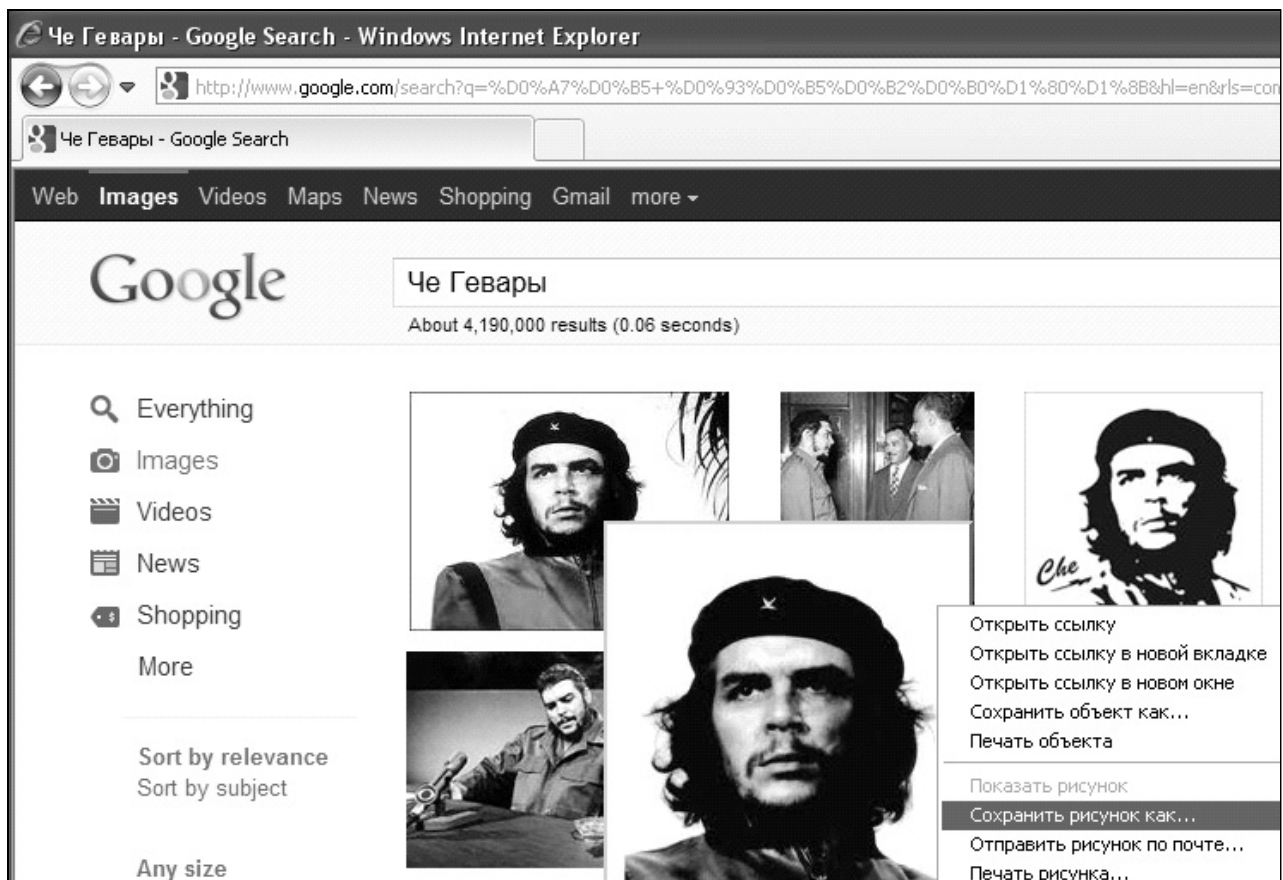 Че Гевары - Google Search - Windows Internet Explorer
http://www.google.com/search?q=%D0%A7%D0%B5+%D0%93%D0%B5%D0%B2%D0%B0%D1%80%D1%8B&hl=en&rls=con
Че Гевары - Google Search
Web Images Videos Maps News Shopping Gmail more
Google
Че Гевары
About 4,190,000 results (0.06 seconds)
Everything
Images
Videos
News
Shopping
More
Sort by relevance
Sort by subject
Any size
Che
Открыть ссылку
Открыть ссылку в новой вкладке
Открыть ссылку в новом окне
Сохранить объект как...
Печать объекта
Показать рисунок
Сохранить рисунок как...
Отправить рисунок по почте...
Печать рисунка...